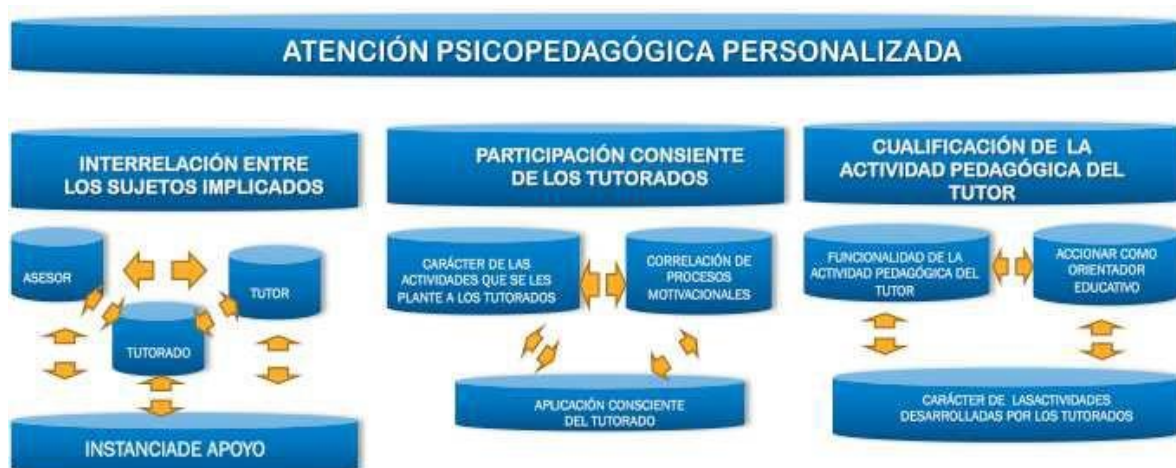 ATENCIÓN PSICOPEDAGÓGICA PERSONALIZADA
INTERRELACIÓN ENTRE
LOS SUJETOS IMPLICADOS
ASESOR
TUTOR
TUTORADO
INSTANCIADE APOYO
PARTICIPACIÓN CONSIENTE
DE LOS TUTORADOS
CARÁCTER DE LAS
ACTIVIDADES QUE SE LES
PLANTE A LOS TUTORADOS
CORRELACIÓN DE
PROCESOS
MOTIVACIONALES
APLICACIÓN CONSCIENTE
DEL TUTORADO
CUALIFICACIÓN DE LA
ACTIVIDAD PEDAGÓGICA DEL
TUTOR
FUNCIONALIDAD DE LA
ACTIVIDAD PEDAGÓGICA DEL
TUTOR
ACCIONAR COMO
ORIENTADOR
EDUCATIVO
CARÁCTER DE LASACTIVIDADES
DESARROLLADAS POR LOS TUTORADOS